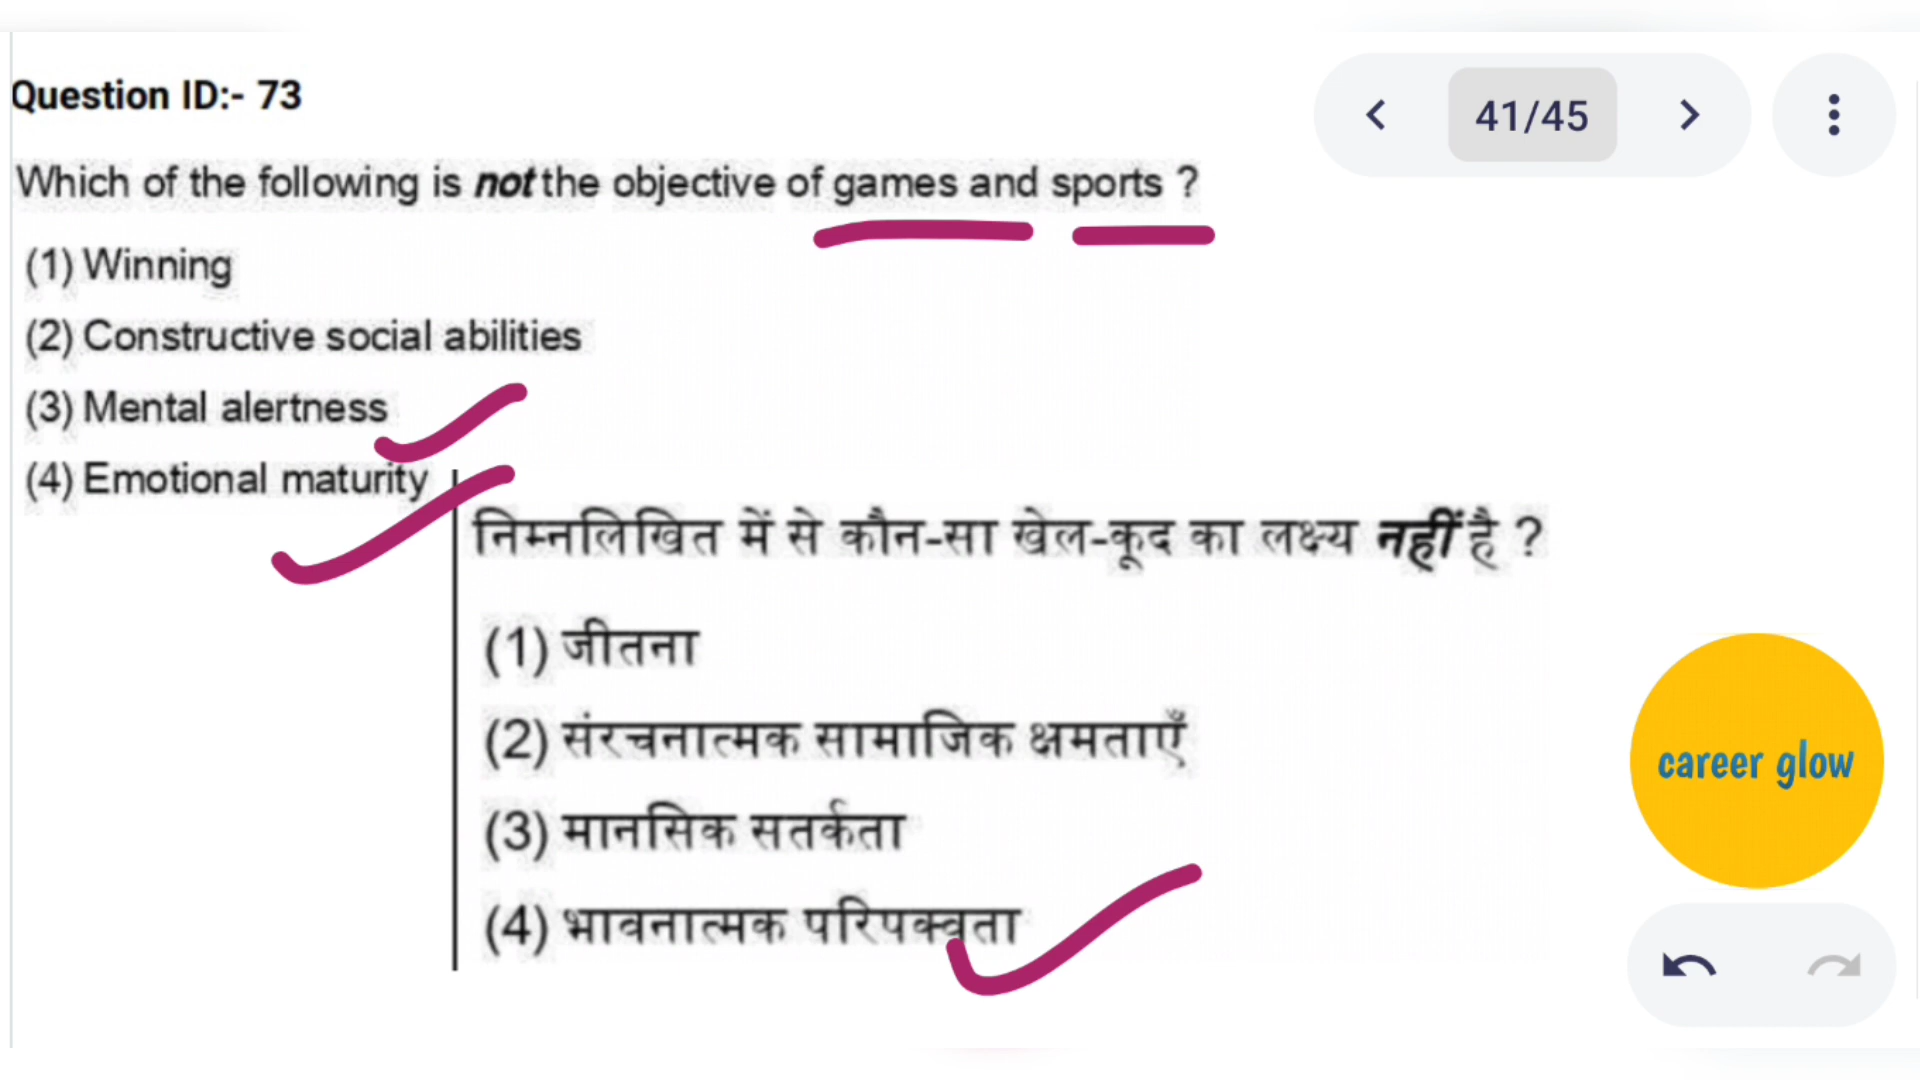 Question ID:- 73
41/45
Which of the following is not the objective of games and sports ?
(1) Winning
(2) Constructive social abilities
(3) Mental alertness
(4) Emotional maturity
निम्नलिखित में से कौन-सा खेल-कूद का लक्ष्य नहीं है ?
(1) जीतना
(2) संरचनात्मक सामाजिक क्षमताएँ
(3) मानसिक सतर्कता
(4) भावनात्मक परिपक्वता
career glow